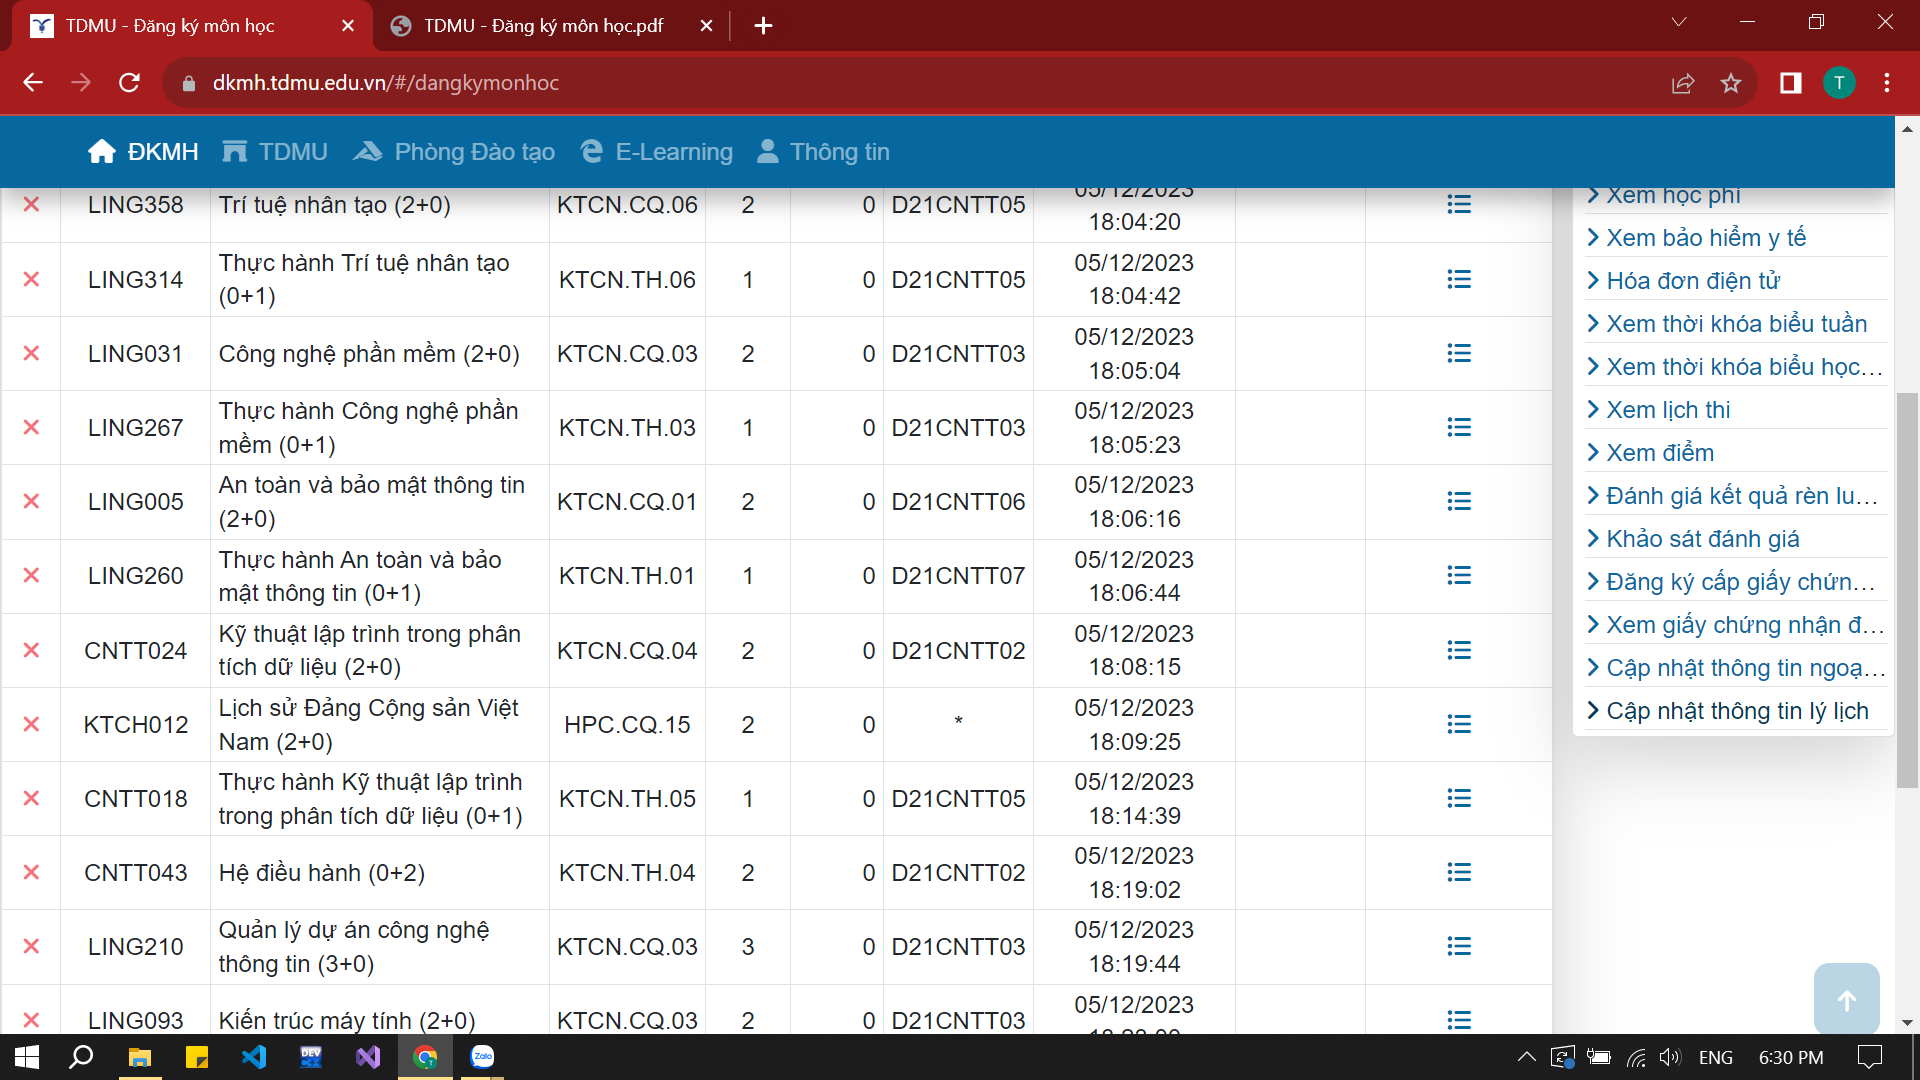 TDMU - Đăng ký môn học
TDMU - Đăng ký môn học.pdf
dkmh.tdmu.edu.vn/#/dangkymonhoc
T
ĐKMH TDMU Phòng Đào tạo E-Learning Thông tin
LING358 Trí tuệ nhân tạo (2+0) KTCN.CQ.06 2 0 D21CNTT05 05/12/2023
18:04:20
LING314 Thực hành Trí tuệ nhân tạo
(0+1) KTCN.TH.06 1 0 D21CNTT05 05/12/2023
18:04:42
LING031 Công nghệ phần mềm (2+0) KTCN.CQ.03 2 0 D21CNTT03 05/12/2023
18:05:04
LING267 Thực hành Công nghệ phần
mềm (0+1) KTCN.TH.03 1 0 D21CNTT03 05/12/2023
18:05:23
LING005 An toàn và bảo mật thông tin
(2+0) KTCN.CQ.01 2 0 D21CNTT06 05/12/2023
18:06:16
LING260 Thực hành An toàn và bảo
mật thông tin (0+1) KTCN.TH.01 1 0 D21CNTT07 05/12/2023
18:06:44
CNTT024 Kỹ thuật lập trình trong phân
tích dữ liệu (2+0) KTCN.CQ.04 2 0 D21CNTT02 05/12/2023
18:08:15
KTCH012 Lịch sử Đảng Cộng sản Việt
Nam (2+0) HPC.CQ.15 2 0 * 05/12/2023
18:09:25
CNTT018 Thực hành Kỹ thuật lập trình
trong phân tích dữ liệu (0+1) KTCN.TH.05 1 0 D21CNTT05 05/12/2023
18:14:39
CNTT043 Hệ điều hành (0+2) KTCN.TH.04 2 0 D21CNTT02 05/12/2023
18:19:02
LING210 Quản lý dự án công nghệ
thông tin (3+0) KTCN.CQ.03 3 0 D21CNTT03 05/12/2023
18:19:44
LING093 Kiến trúc máy tính (2+0) KTCN.CQ.03 2 0 D21CNTT03 05/12/2023
Xem học phí
Xem bảo hiểm y tế
Hóa đơn điện tử
Xem thời khóa biểu tuần
Xem thời khóa biểu học...
Xem lịch thi
Xem điểm
Đánh giá kết quả rèn lu...
Khảo sát đánh giá
Đăng ký cấp giấy chứn...
Xem giấy chứng nhận đ...
Cập nhật thông tin ngoạ...
Cập nhật thông tin lý lịch
DEV
Zalo
ENG 6:30 PM